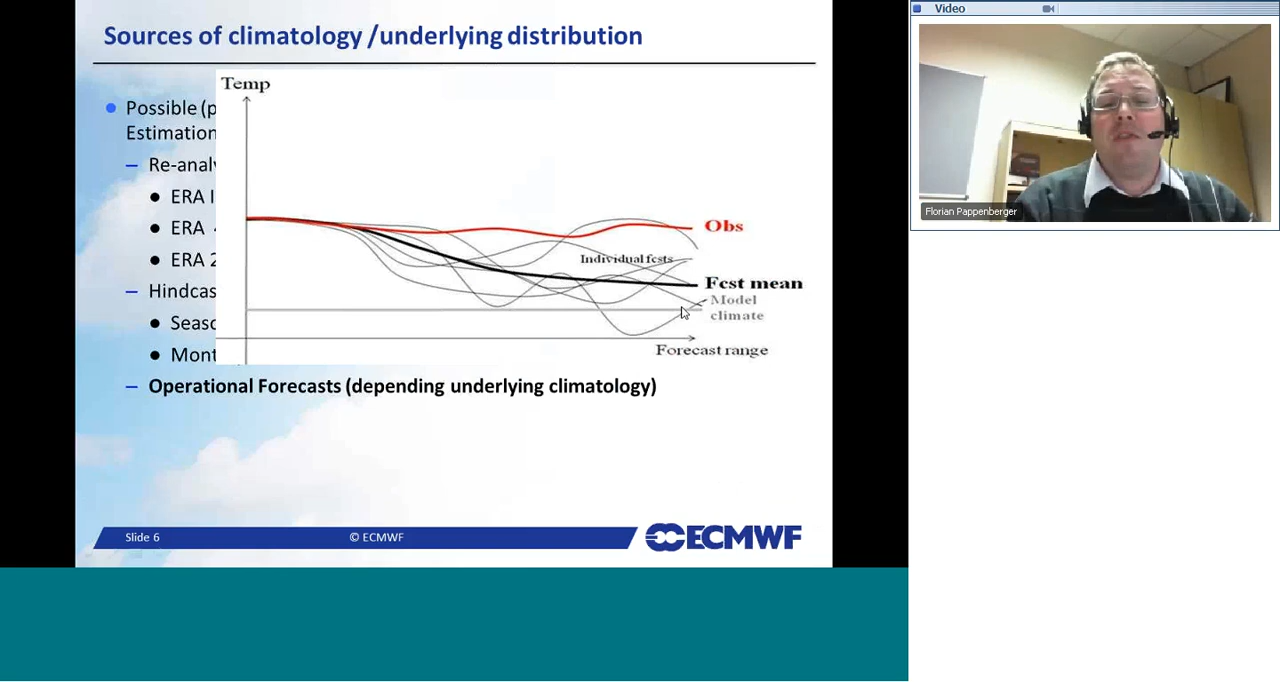 Sources of climatology /underlying distribution
Temp
Possible (p
Estimation
Re-analy
ERA I
ERA
ERA 2
Hindcas
Seaso
Mont
Obs
Individual fcsts
Fcst mean
Model
climate
Forecast range
Operational Forecasts (depending underlying climatology)
Slide 6
© ECMWF
ECMWF
Video
Florian Pappenberger